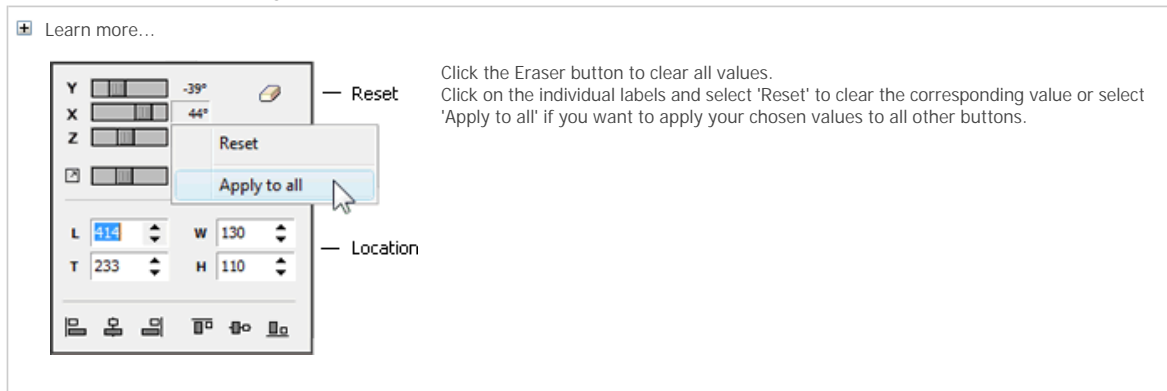 Learn more...
Click the Eraser button to clear all values.
Click on the individual labels and select 'Reset' to clear the corresponding value or select
'Apply to all' if you want to apply your chosen values to all other buttons.
Y -39°
Reset
X 44°
Z
Reset
Apply to all
L 414 W 130
Location
T 233 H 110